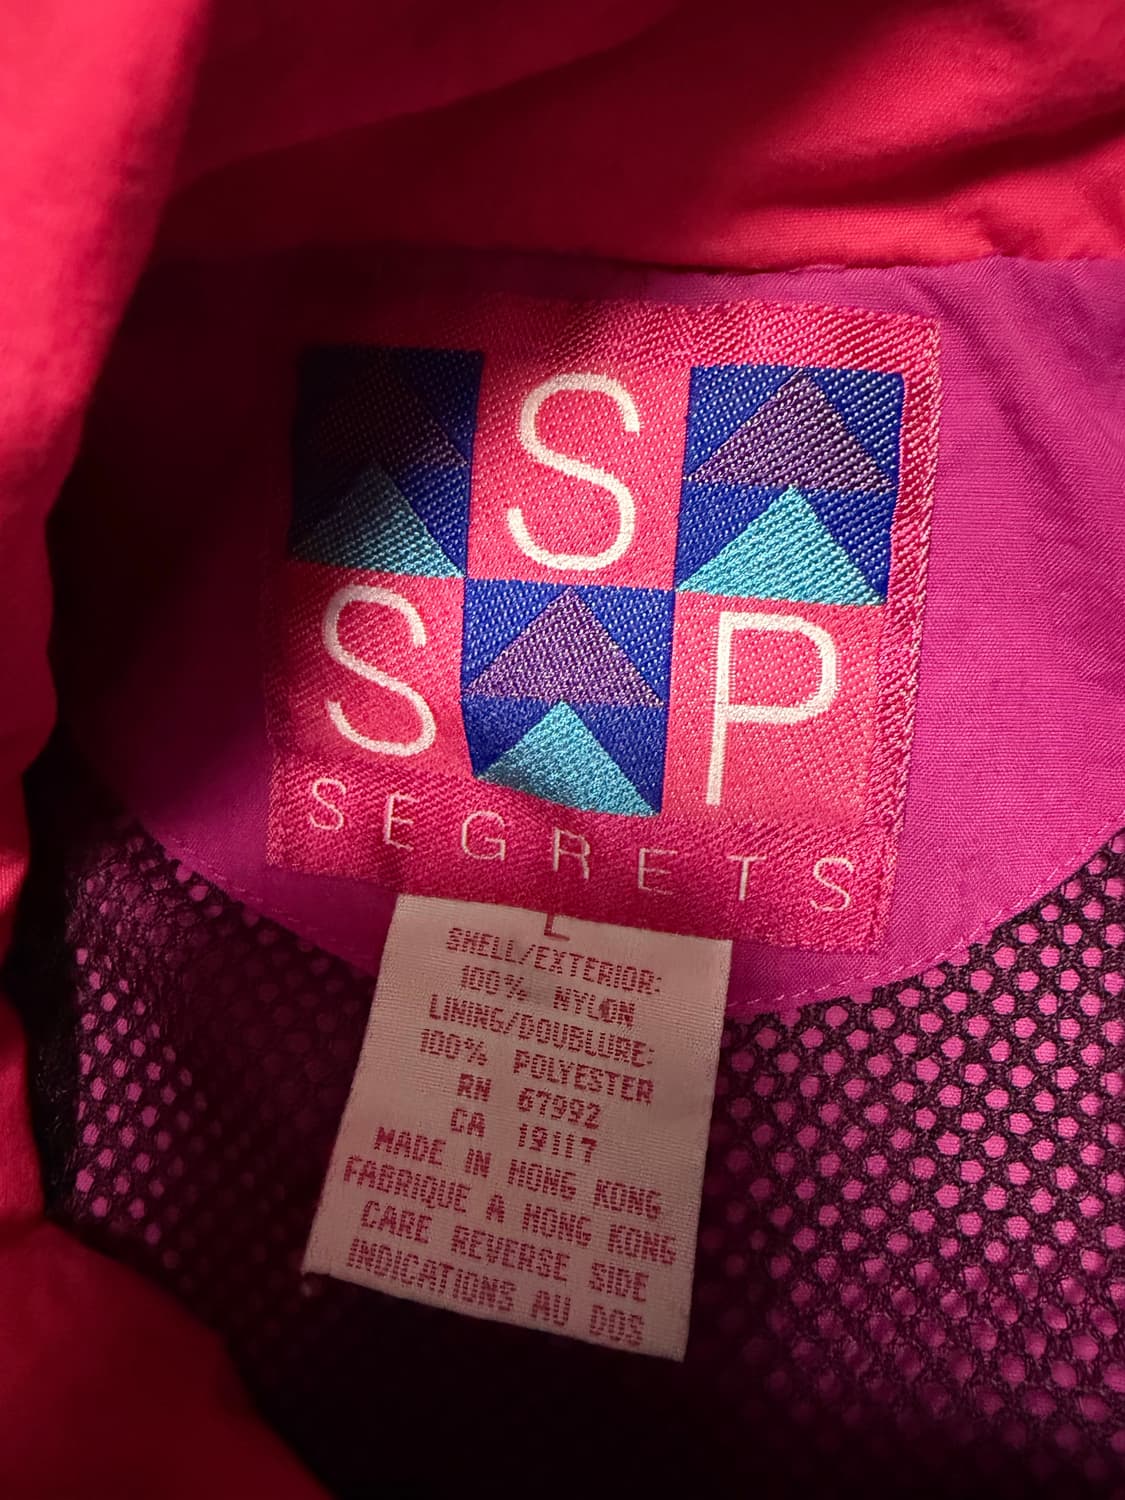 S
S P
SEGRETS
L
SHELL/EXTERIOR:
100% NYLON
LINING/DOUBLURE:
100% POLYESTER
RN 67992
CA 19117
MADE IN HONG KONG
FABRIQUE A HONG KONG
CARE REVERSE SIDE
INDICATIONS AU DOS